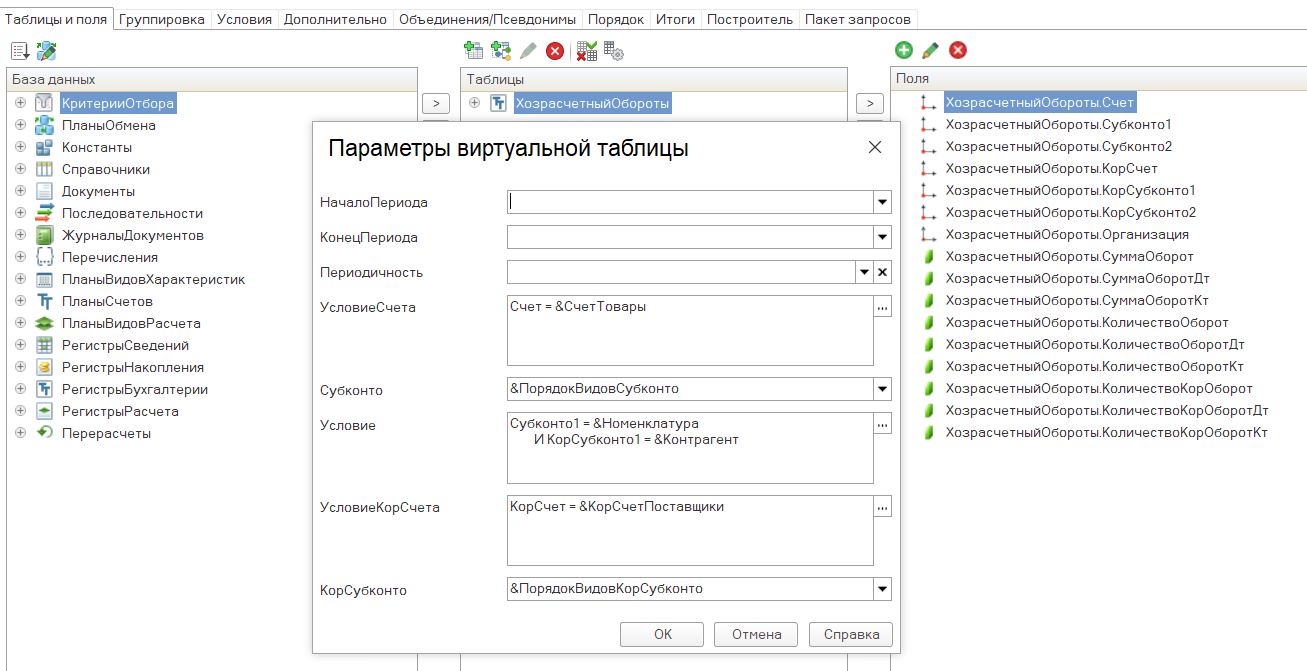 Таблицы и поля Группировка Условия Дополнительно Объединения/Псевдонимы Порядок Итоги Построитель Пакет запросов
База данных
КритерииОтбора
ПланыОбмена
Константы
Справочники
Документы
Последовательности
ЖурналыДокументов
Перечисления
ПланыВидовХарактеристик
ПланыСчетов
ПланыВидовРасчета
РегистрыСведений
РегистрыНакопления
РегистрыБухгалтерии
РегистрыРасчета
Перерасчеты
>
Таблицы
ХозрасчетныйОбороты
>
Параметры виртуальной таблицы
НачалоПериода
КонецПериода
Периодичность
УсловиеСчета
Счет = &СчетТовары
...
Субконто
&ПорядокВидовСубконто
Условие
Субконто1 = &Номенклатура
И КорСубконто1 = &Контрагент
...
УсловиеКорСчета
КорСчет = &КорСчетПоставщики
...
КорСубконто
&ПорядокВидовКорСубконто
OK Отмена Справка
Поля
ХозрасчетныйОбороты.Счет
ХозрасчетныйОбороты.Субконто1
ХозрасчетныйОбороты.Субконто2
ХозрасчетныйОбороты.КорСчет
ХозрасчетныйОбороты.КорСубконто1
ХозрасчетныйОбороты.КорСубконто2
ХозрасчетныйОбороты.Организация
ХозрасчетныйОбороты.СуммаОборот
ХозрасчетныйОбороты.СуммаОборотДт
ХозрасчетныйОбороты.СуммаОборотКт
ХозрасчетныйОбороты.КоличествоОборот
ХозрасчетныйОбороты.КоличествоОборотДт
ХозрасчетныйОбороты.КоличествоОборотКт
ХозрасчетныйОбороты.КоличествоКорОборот
ХозрасчетныйОбороты.КоличествоКорОборотДт
ХозрасчетныйОбороты.КоличествоКорОборотКт